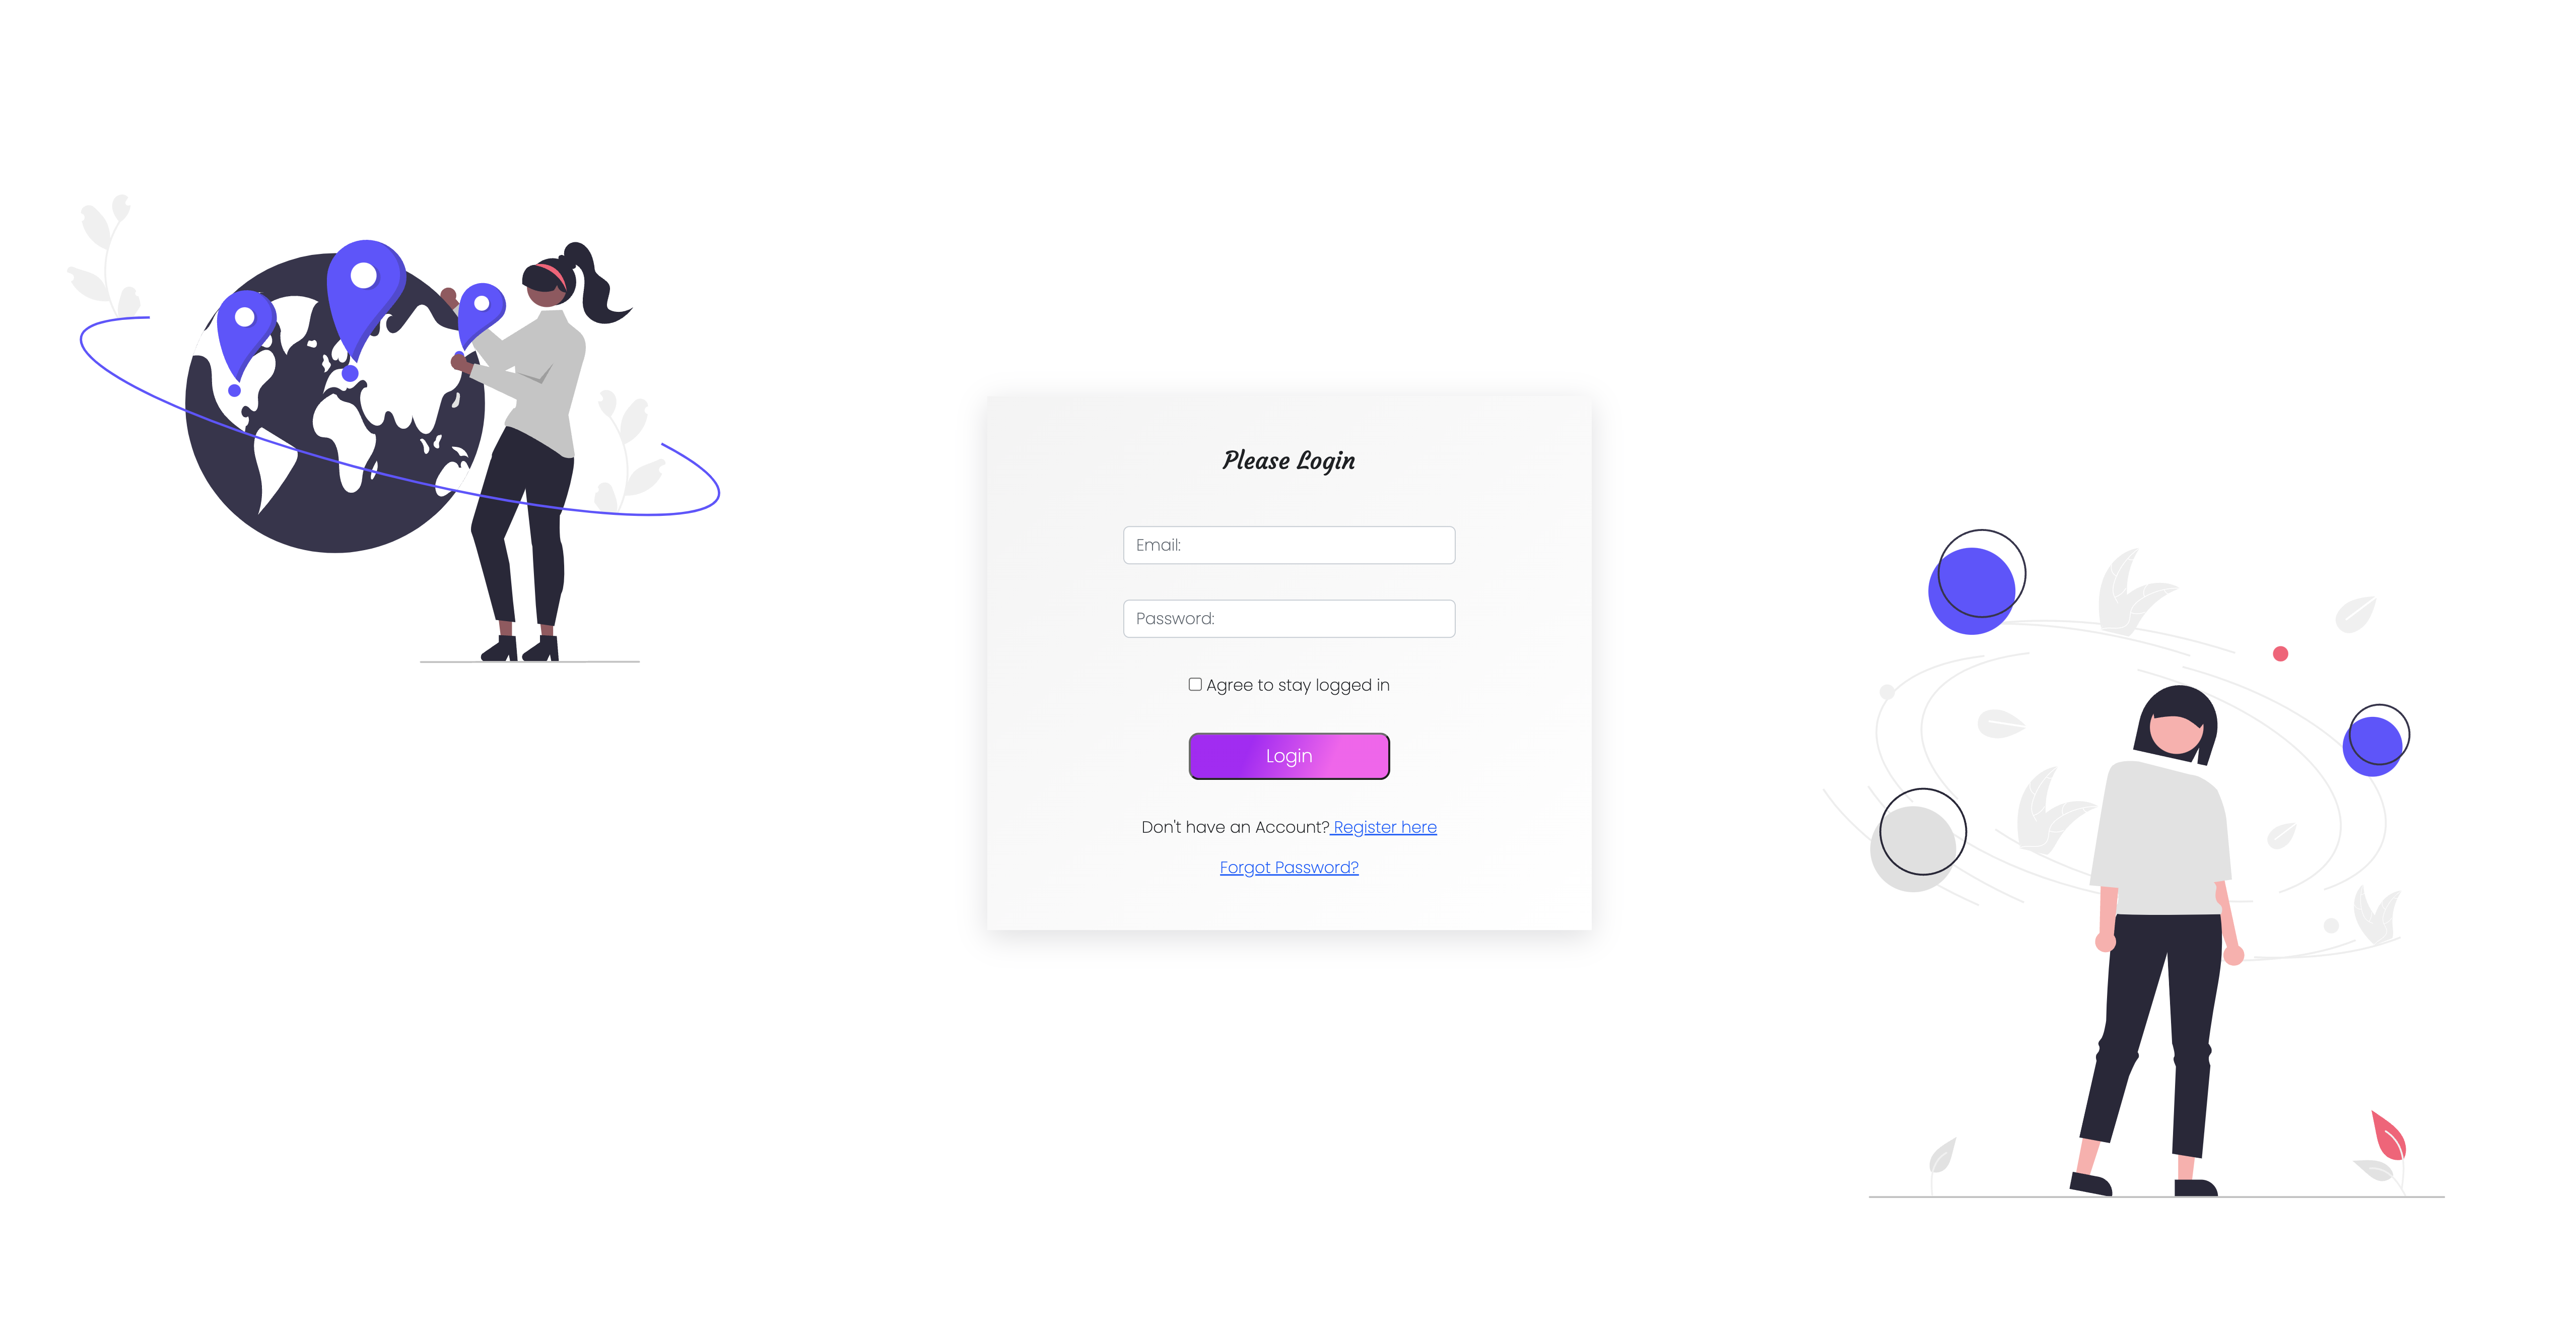 Please Login
Email:
Password:
Agree to stay logged in
Login
Don't have an Account? Register here
Forgot Password?